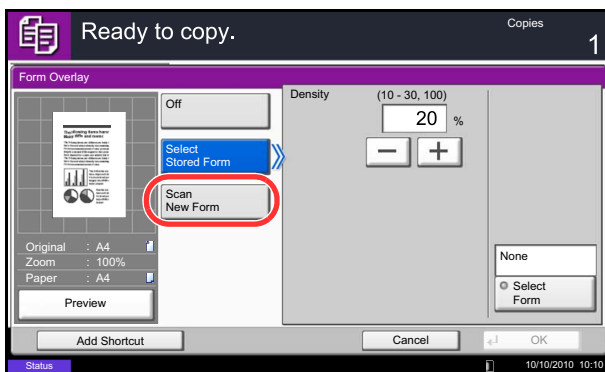 Ready to copy.
Copies
1
Form Overlay
Off
Select
Stored Form
Scan
New Form
Density
(10 - 30, 100)
20 %
Original : A4
Zoom : 100%
Paper : A4
Preview
None
Select
Form
Add Shortcut
Cancel
OK
Status
10/10/2010 10:10